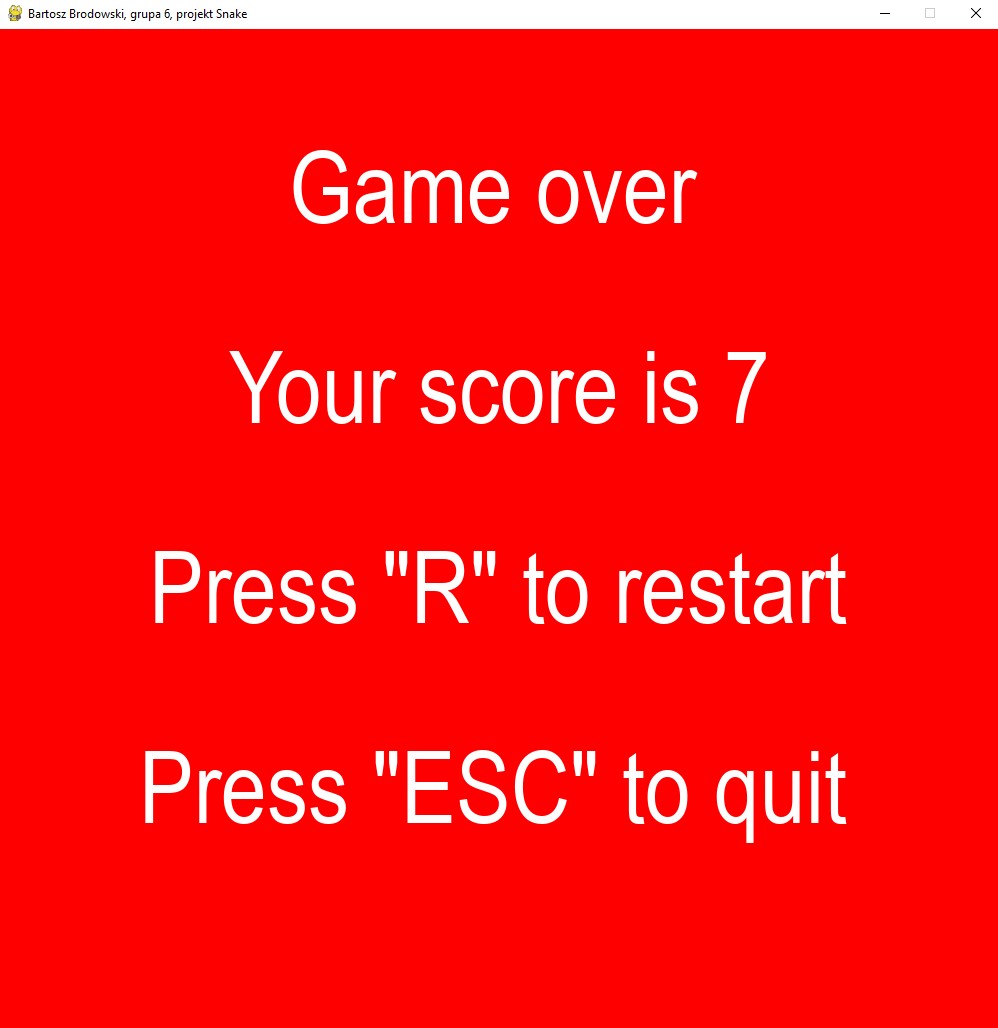 Bartosz Brodowski, grupa 6, projekt Snake
Game over
Your score is 7
Press "R" to restart
Press "ESC" to quit